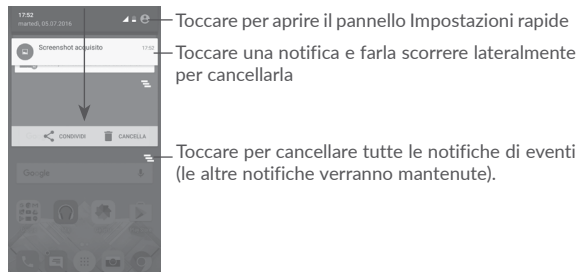 17:52
martedì, 05.07.2016
Toccare per aprire il pannello Impostazioni rapide
Screenshot acquisito 17:52
Toccare una notifica e farla scorrere lateralmente
per cancellarla
CONDIVIDI CANCELLA
Toccare per cancellare tutte le notifiche di eventi
(le altre notifiche verranno mantenute).
Google